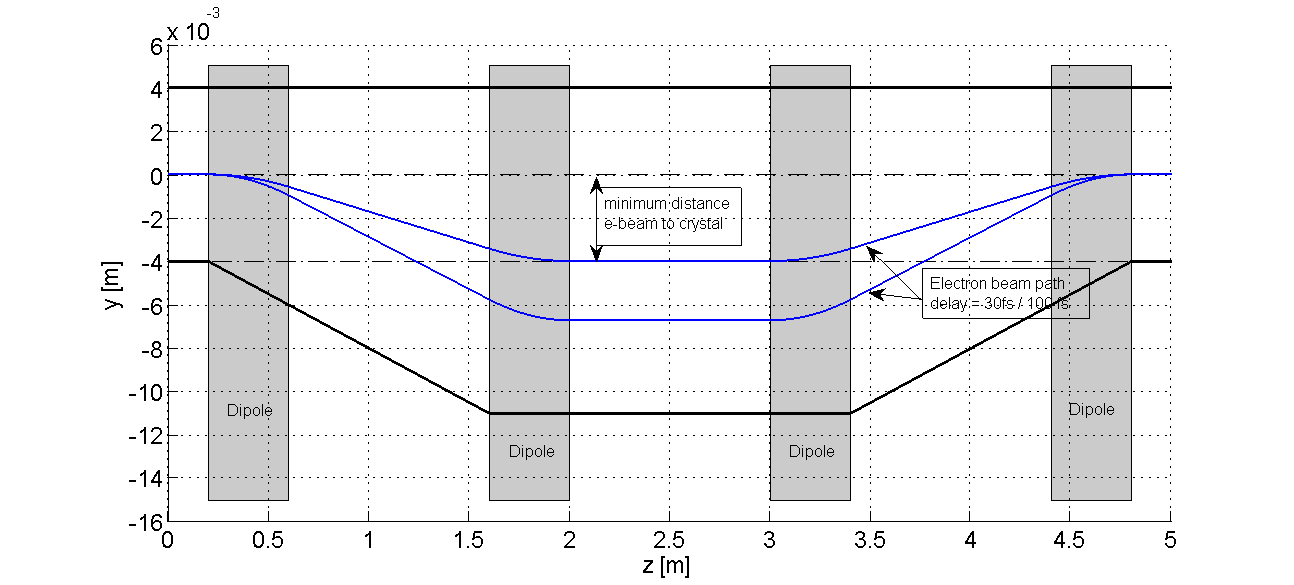 x 10
-3
6
4
2
0
-2
-4
-6
-8
-10
-12
-14
-16
y [m]
minimum distance
e-beam to crystal
Electron beam path
delay = 30fs / 100 fs
Dipole
Dipole
Dipole
Dipole
0
0.5
1
1.5
2
2.5
3
3.5
4
4.5
5
z [m]